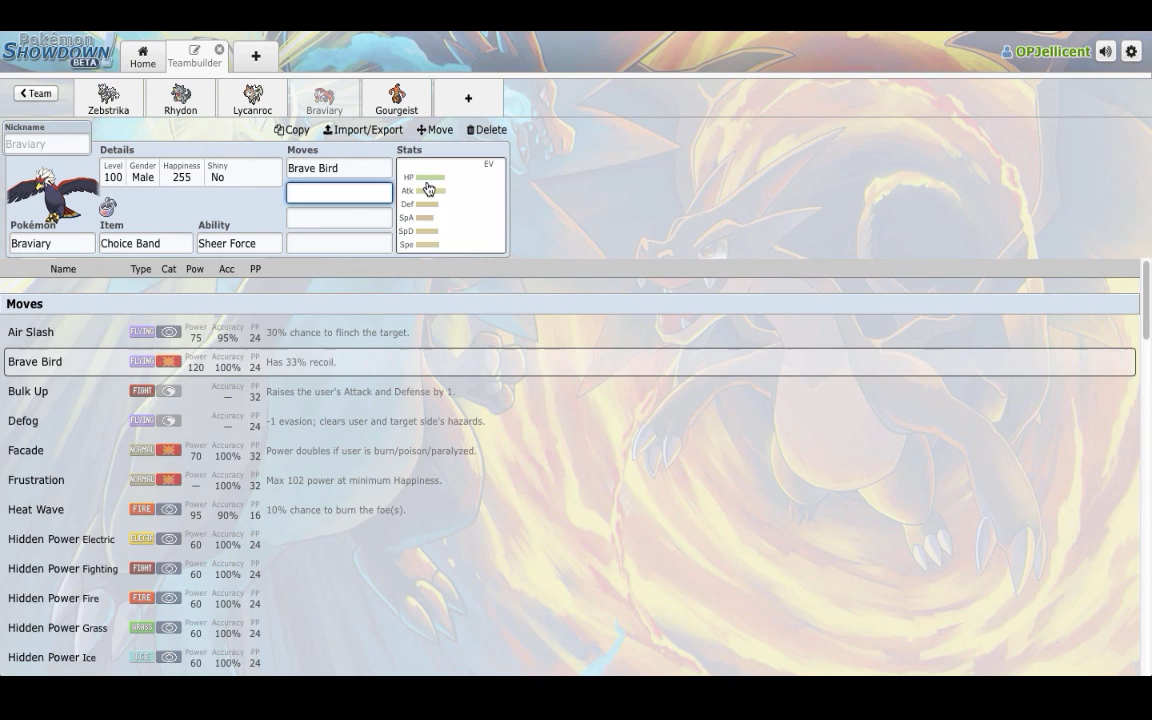 Pokémon
SHOWDOWN
BETA
Home
Teambuilder
OPJellicent
Team
Zebstrika
Rhydon
Lycanroc
Braviary
Gourgeist
Nickname
Braviary
Copy Import/Export Move Delete
Details
Level Gender Happiness Shiny
100 Male 255 No
Moves
Brave Bird
Stats
EV
HP
Atk
Def
SpA
SpD
Spe
Pokémon Item Ability
Braviary Choice Band Sheer Force
Name Type Cat Pow Acc PP
Moves
Air Slash FLYING Power 75 Accuracy 95% PP 24 30% chance to flinch the target.
Brave Bird FLYING Power 120 Accuracy 100% PP 24 Has 33% recoil.
Bulk Up FIGHT Accuracy — PP 32 Raises the user's Attack and Defense by 1.
Defog FLYING Accuracy — PP 24 -1 evasion; clears user and target side's hazards.
Facade NORMAL Power 70 Accuracy 100% PP 32 Power doubles if user is burn/poison/paralyzed.
Frustration NORMAL Power — Accuracy 100% PP 32 Max 102 power at minimum Happiness.
Heat Wave FIRE Power 95 Accuracy 90% PP 16 10% chance to burn the foe(s).
Hidden Power Electric ELECTR Power 60 Accuracy 100% PP 24
Hidden Power Fighting FIGHT Power 60 Accuracy 100% PP 24
Hidden Power Fire FIRE Power 60 Accuracy 100% PP 24
Hidden Power Grass GRASS Power 60 Accuracy 100% PP 24
Hidden Power Ice ICE Power 60 Accuracy 100% PP 24